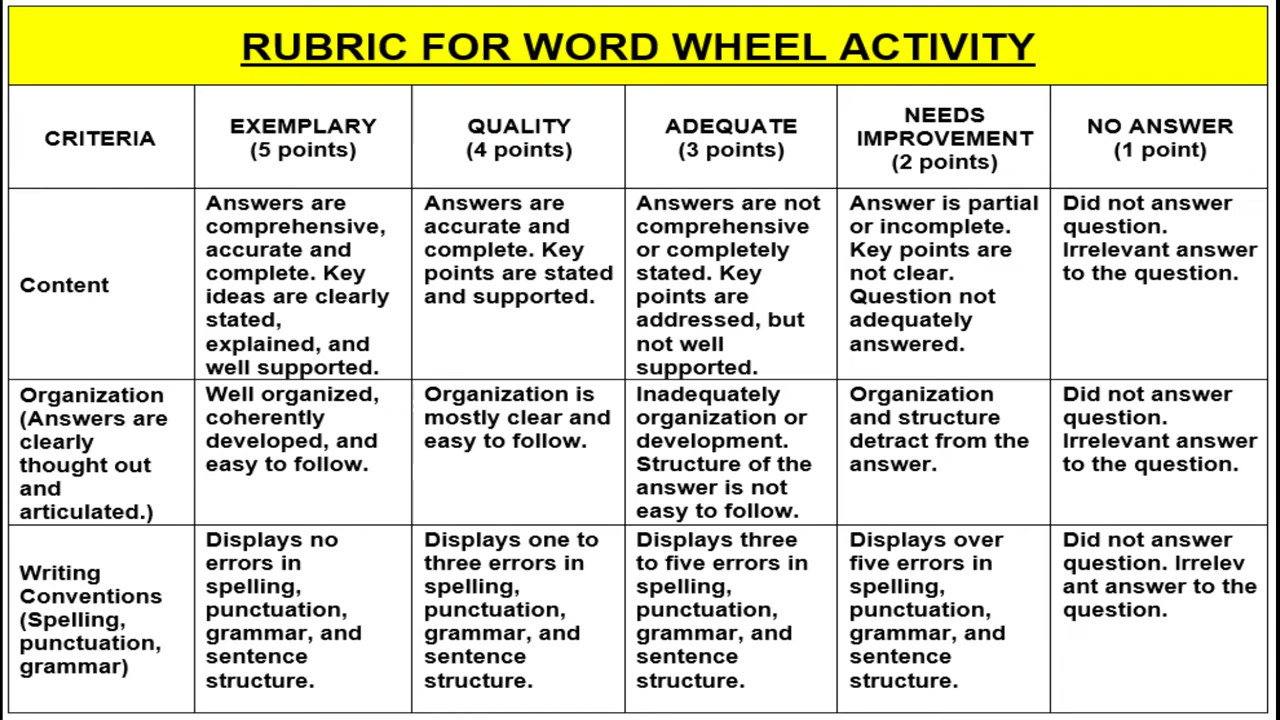 RUBRIC FOR WORD WHEEL ACTIVITY
CRITERIA
EXEMPLARY
(5 points)
QUALITY
(4 points)
ADEQUATE
(3 points)
NEEDS
IMPROVEMENT
(2 points)
NO ANSWER
(1 point)
Content
Answers are
comprehensive,
accurate and
complete. Key
ideas are clearly
stated,
explained, and
well supported.
Answers are
accurate and
complete. Key
points are stated
and supported.
Answers are not
comprehensive
or completely
stated. Key
points are
addressed, but
not well
supported.
Answer is partial
or incomplete.
Key points are
not clear.
Question not
adequately
answered.
Did not answer
question.
Irrelevant answer
to the question.
Organization
(Answers are
clearly
thought out
and
articulated.)
Well organized,
coherently
developed, and
easy to follow.
Organization is
mostly clear and
easy to follow.
Inadequately
organization or
development.
Structure of the
answer is not
easy to follow.
Organization
and structure
detract from the
answer.
Did not answer
question.
Irrelevant answer
to the question.
Writing
Conventions
(Spelling,
punctuation,
grammar)
Displays no
errors in
spelling,
punctuation,
grammar, and
sentence
structure.
Displays one to
three errors in
spelling,
punctuation,
grammar, and
sentence
structure.
Displays three
to five errors in
spelling,
punctuation,
grammar, and
sentence
structure.
Displays over
five errors in
spelling,
punctuation,
grammar, and
sentence
structure.
Did not answer
question. Irrelev
ant answer to the
question.